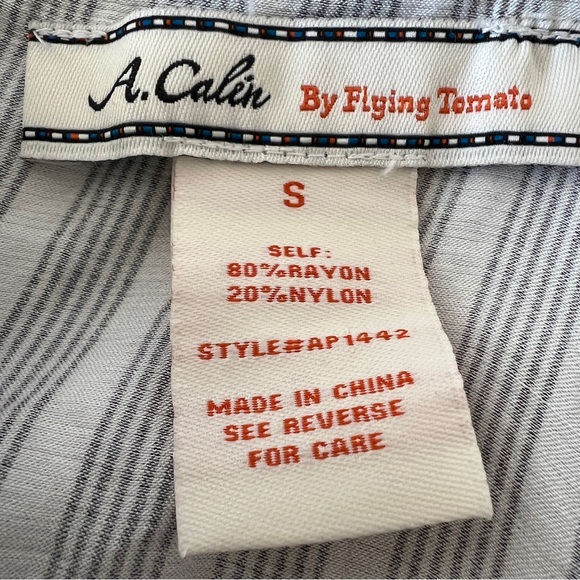 A. Calin By Flying Tomato
S
SELF:
80%RAYON
20%NYLON
STYLE#AP1442
MADE IN CHINA
SEE REVERSE
FOR CARE